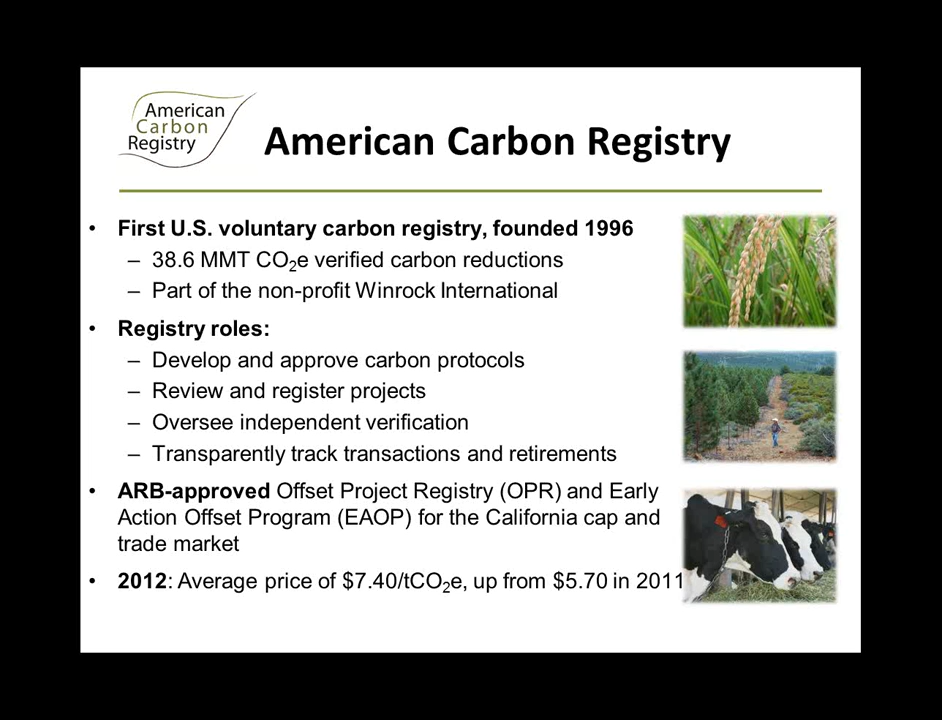 American
Carbon
Registry
American Carbon Registry
• First U.S. voluntary carbon registry, founded 1996
– 38.6 MMT CO₂e verified carbon reductions
– Part of the non-profit Winrock International
• Registry roles:
– Develop and approve carbon protocols
– Review and register projects
– Oversee independent verification
– Transparently track transactions and retirements
• ARB-approved Offset Project Registry (OPR) and Early
Action Offset Program (EAOP) for the California cap and
trade market
• 2012: Average price of $7.40/tCO₂e, up from $5.70 in 2011